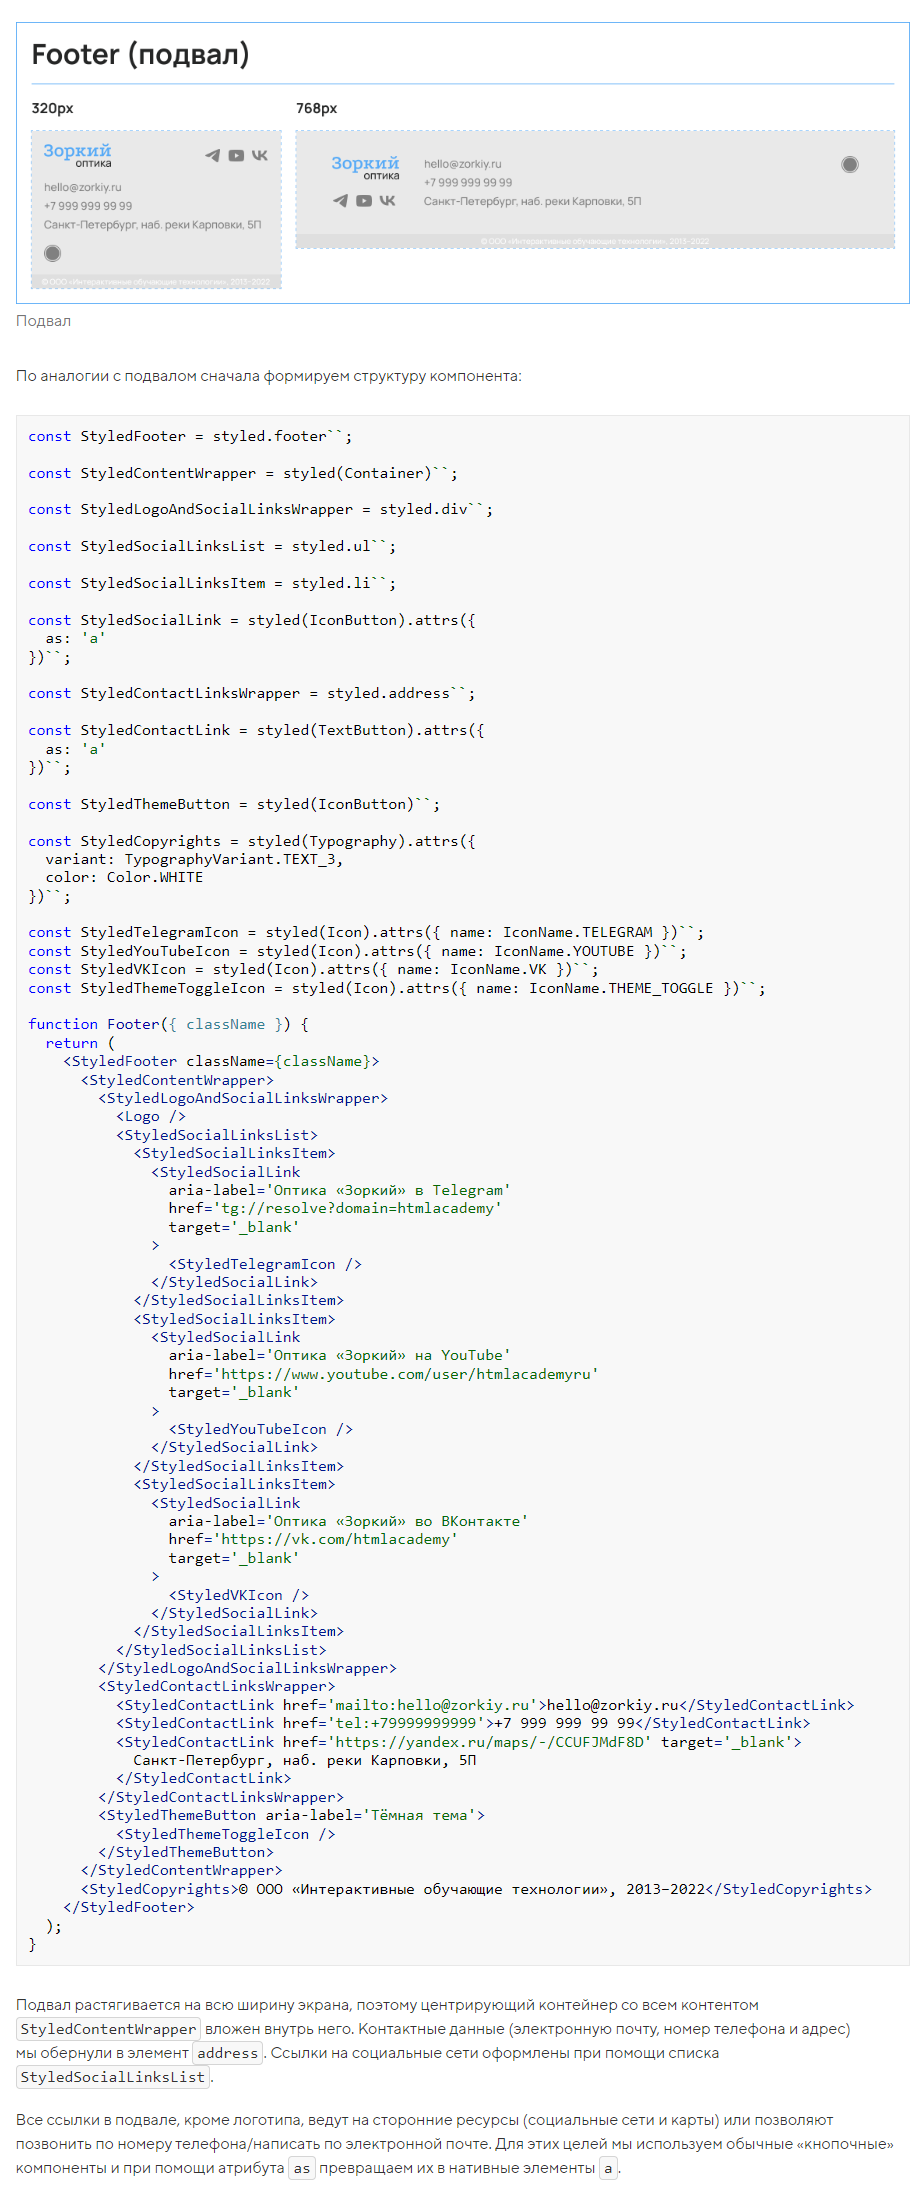 Footer (подвал)
320px
768px
Зоркий
оптика
hello@zorkiy.ru
+7 999 999 99 99
Санкт-Петербург, наб. реки Карповки, 5П
© ООО «Интерактивные обучающие технологии», 2013–2022
Зоркий
оптика
hello@zorkiy.ru
+7 999 999 99 99
Санкт-Петербург, наб. реки Карповки, 5П
© ООО «Интерактивные обучающие технологии», 2013–2022
Подвал
По аналогии с подвалом сначала формируем структуру компонента:
const StyledFooter = styled.footer``;
const StyledContentWrapper = styled(Container)``;
const StyledLogoAndSocialLinksWrapper = styled.div``;
const StyledSocialLinksList = styled.ul``;
const StyledSocialLinksItem = styled.li``;
const StyledSocialLink = styled(IconButton).attrs({
  as: 'a'
})``;
const StyledContactLinksWrapper = styled.address``;
const StyledContactLink = styled(TextButton).attrs({
  as: 'a'
})``;
const StyledThemeButton = styled(IconButton)``;
const StyledCopyrights = styled(Typography).attrs({
  variant: TypographyVariant.TEXT_3,
  color: Color.WHITE
})``;
const StyledTelegramIcon = styled(Icon).attrs({ name: IconName.TELEGRAM })``;
const StyledYouTubeIcon = styled(Icon).attrs({ name: IconName.YOUTUBE })``;
const StyledVKIcon = styled(Icon).attrs({ name: IconName.VK })``;
const StyledThemeToggleIcon = styled(Icon).attrs({ name: IconName.THEME_TOGGLE })``;
function Footer({ className }) {
  return (
    <StyledFooter className={className}>
      <StyledContentWrapper>
        <StyledLogoAndSocialLinksWrapper>
          <Logo />
          <StyledSocialLinksList>
            <StyledSocialLinksItem>
              <StyledSocialLink
                aria-label='Оптика «Зоркий» в Telegram'
                href='tg://resolve?domain=htmlacademy'
                target='_blank'
              >
                <StyledTelegramIcon />
              </StyledSocialLink>
            </StyledSocialLinksItem>
            <StyledSocialLinksItem>
              <StyledSocialLink
                aria-label='Оптика «Зоркий» на YouTube'
                href='https://www.youtube.com/user/htmlacademyru'
                target='_blank'
              >
                <StyledYouTubeIcon />
              </StyledSocialLink>
            </StyledSocialLinksItem>
            <StyledSocialLinksItem>
              <StyledSocialLink
                aria-label='Оптика «Зоркий» во ВКонтакте'
                href='https://vk.com/htmlacademy'
                target='_blank'
              >
                <StyledVKIcon />
              </StyledSocialLink>
            </StyledSocialLinksItem>
          </StyledSocialLinksList>
        </StyledLogoAndSocialLinksWrapper>
        <StyledContactLinksWrapper>
          <StyledContactLink href='mailto:hello@zorkiy.ru'>hello@zorkiy.ru</StyledContactLink>
          <StyledContactLink href='tel:+79999999999'>+7 999 999 99 99</StyledContactLink>
          <StyledContactLink href='https://yandex.ru/maps/-/CCUFJMdF8D' target='_blank'>
            Санкт-Петербург, наб. реки Карповки, 5П
          </StyledContactLink>
        </StyledContactLinksWrapper>
        <StyledThemeButton aria-label='Тёмная тема'>
          <StyledThemeToggleIcon />
        </StyledThemeButton>
      </StyledContentWrapper>
      <StyledCopyrights>© ООО «Интерактивные обучающие технологии», 2013–2022</StyledCopyrights>
    </StyledFooter>
  );
}
Подвал растягивается на всю ширину экрана, поэтому центрирующий контейнер со всем контентом
StyledContentWrapper вложен внутрь него. Контактные данные (электронную почту, номер телефона и адрес)
мы обернули в элемент address. Ссылки на социальные сети оформлены при помощи списка
StyledSocialLinksList.
Все ссылки в подвале, кроме логотипа, ведут на сторонние ресурсы (социальные сети и карты) или позволяют
позвонить по номеру телефона/написать по электронной почте. Для этих целей мы используем обычные «кнопочные»
компоненты и при помощи атрибута as превращаем их в нативные элементы a.